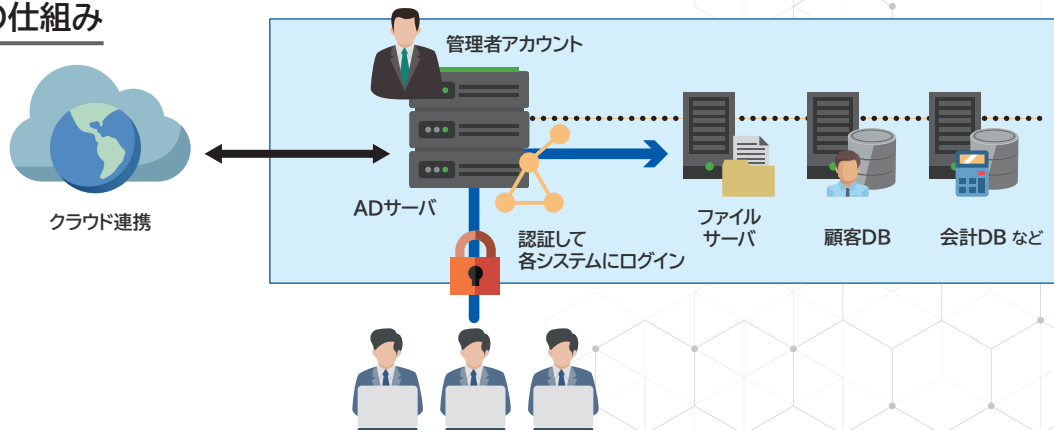 の仕組み
管理者アカウント
クラウド連携
ADサーバ
認証して
各システムにログイン
ファイル
サーバ
顧客DB
会計DB など